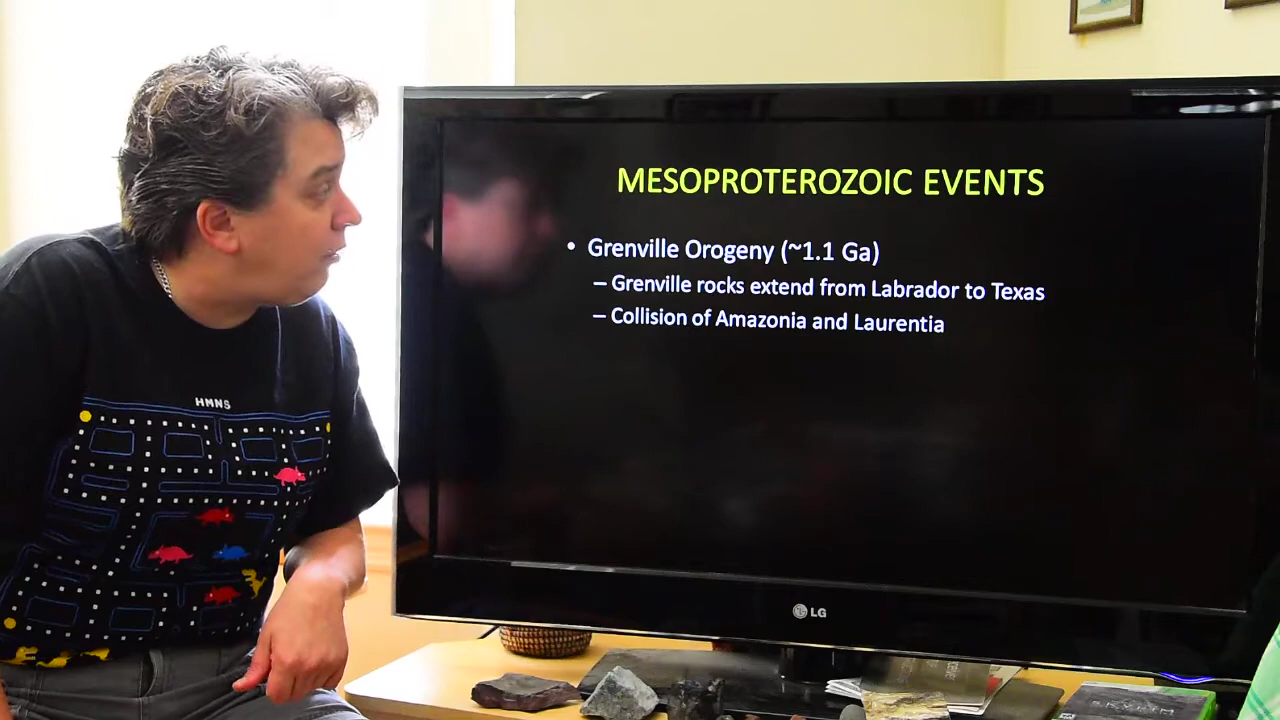 MESOPROTEROZOIC EVENTS
• Grenville Orogeny (~1.1 Ga)
– Grenville rocks extend from Labrador to Texas
– Collision of Amazonia and Laurentia
HMNS
LG
SKYRIM